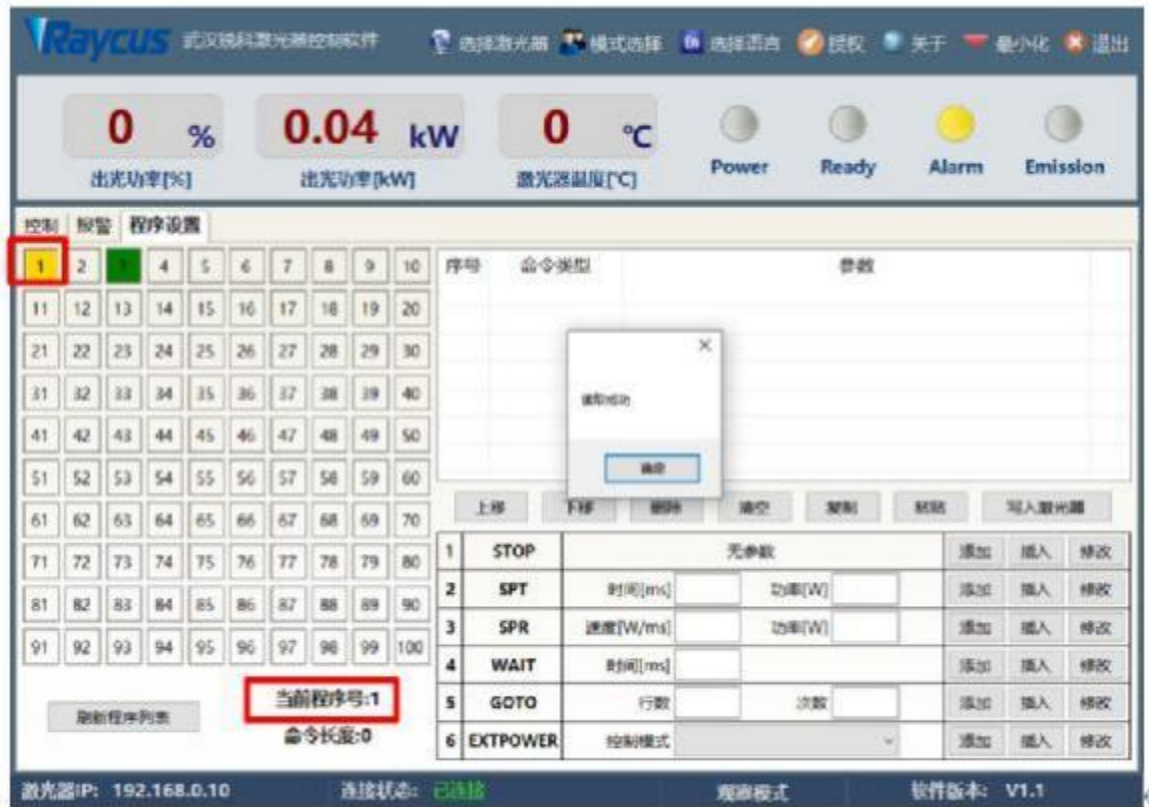 Raycus 武汉锐科激光器控制软件 选择激光器 模式选择 En 选择语言 授权 关于 最小化 退出
0 % 0.04 kW 0 ℃
出光功率[%] 出光功率[kW] 激光器温度[℃] Power Ready Alarm Emission
控制 报警 程序设置
1 2 3 4 5 6 7 8 9 10 序号 命令类型 参数
11 12 13 14 15 16 17 18 19 20
21 22 23 24 25 26 27 28 29 30
31 32 33 34 35 36 37 38 39 40
读取成功
41 42 43 44 45 46 47 48 49 50
确定
51 52 53 54 55 56 57 58 59 60
上移 下移 删除 清空 复制 粘贴 写入激光器
61 62 63 64 65 66 67 68 69 70
1 STOP 无参数 添加 插入 修改
71 72 73 74 75 76 77 78 79 80
2 SPT 时间[ms] 功率[W] 添加 插入 修改
81 82 83 84 85 86 87 88 89 90
3 SPR 速度[W/ms] 功率[W] 添加 插入 修改
91 92 93 94 95 96 97 98 99 100
4 WAIT 时间[ms] 添加 插入 修改
当前程序号:1
5 GOTO 行数 次数 添加 插入 修改
刷新程序列表
命令长度:0
6 EXTPOWER 控制模式 添加 插入 修改
激光器IP: 192.168.0.10 连接状态: 已连接 观察模式 软件版本: V1.1